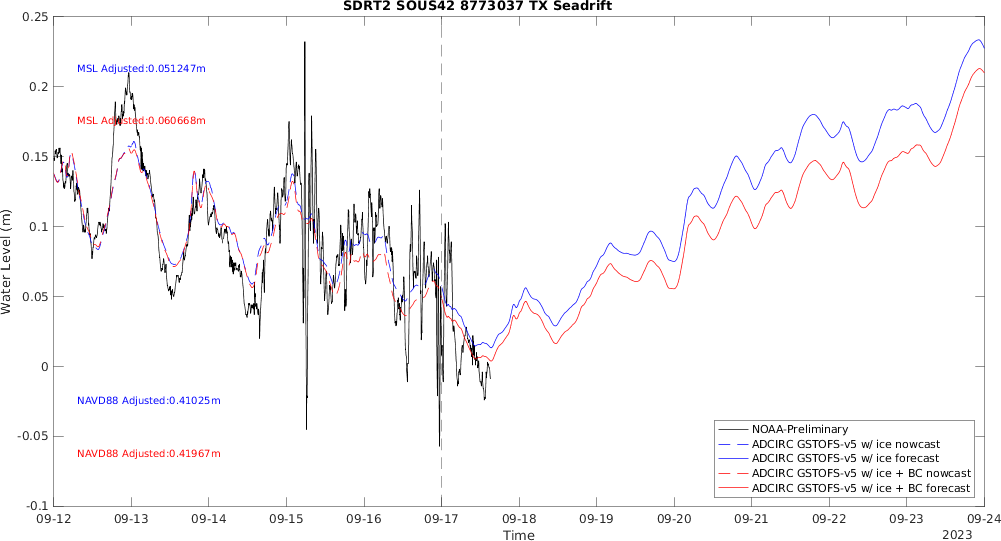 SDRT2 SOUS42 8773037 TX Seadrift
0.25
0.2
0.15
0.1
0.05
0
-0.05
-0.1
Water Level (m)
MSL Adjusted:0.051247m
MSL Adjusted:0.060668m
NAVD88 Adjusted:0.41025m
NAVD88 Adjusted:0.41967m
NOAA-Preliminary
ADCIRC GSTOFS-v5 w/ ice nowcast
ADCIRC GSTOFS-v5 w/ ice forecast
ADCIRC GSTOFS-v5 w/ ice + BC nowcast
ADCIRC GSTOFS-v5 w/ ice + BC forecast
09-12 09-13 09-14 09-15 09-16 09-17 09-18 09-19 09-20 09-21 09-22 09-23 09-24
Time
2023